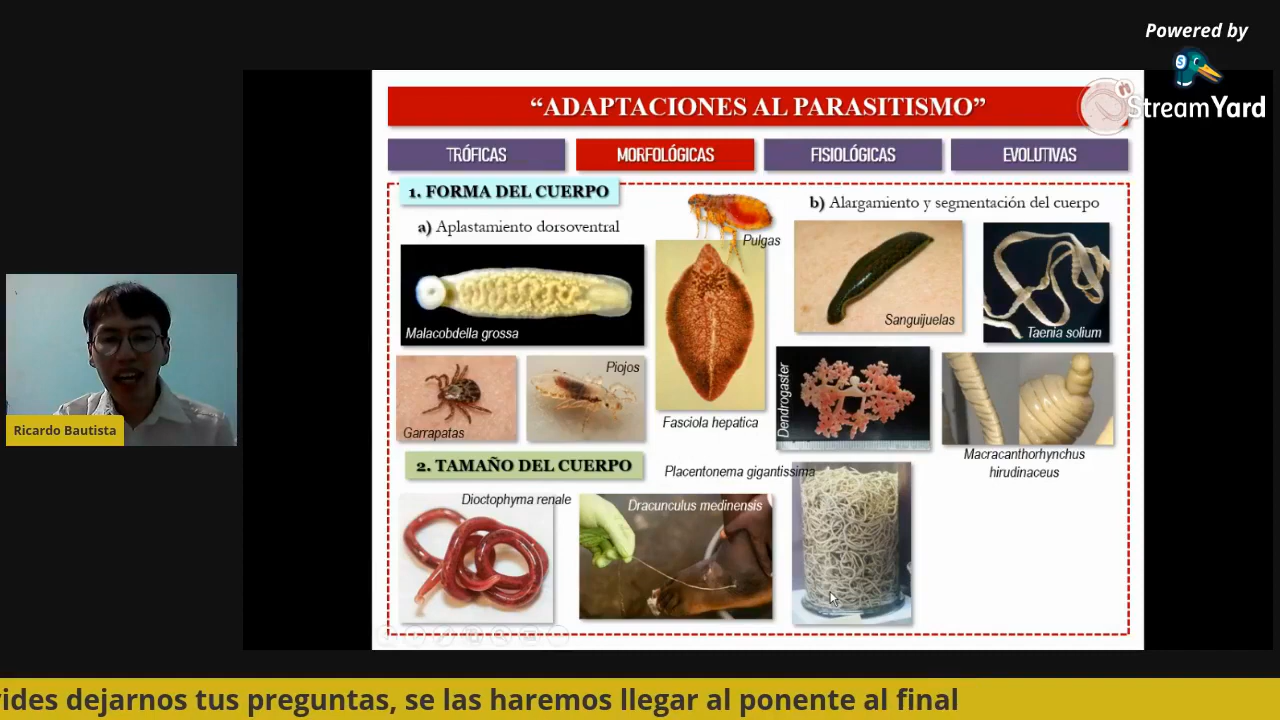 Powered by
StreamYard
“ADAPTACIONES AL PARASITISMO”
TRÓFICAS
MORFOLÓGICAS
FISIOLÓGICAS
EVOLUTIVAS
1. FORMA DEL CUERPO
a) Aplastamiento dorsoventral
Pulgas
b) Alargamiento y segmentación del cuerpo
Malacobdella grossa
Sanguijuelas
Taenia solium
Garrapatas
Piojos
Fasciola hepatica
Dendrogaster
Macracanthorhynchus
hirudinaceus
2. TAMAÑO DEL CUERPO
Dioctophyma renale
Dracunculus medinensis
Placentonema gigantissima
Ricardo Bautista
vides dejarnos tus preguntas, se las haremos llegar al ponente al final